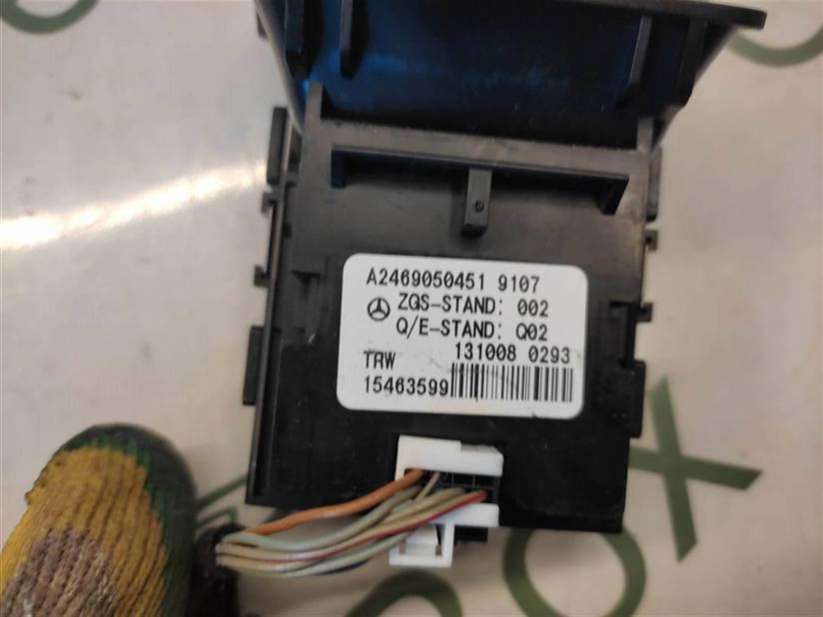 A2469050451 9107
ZGS-STAND: 002
Q/E-STAND: Q02
131008 0293
TRW
15463599